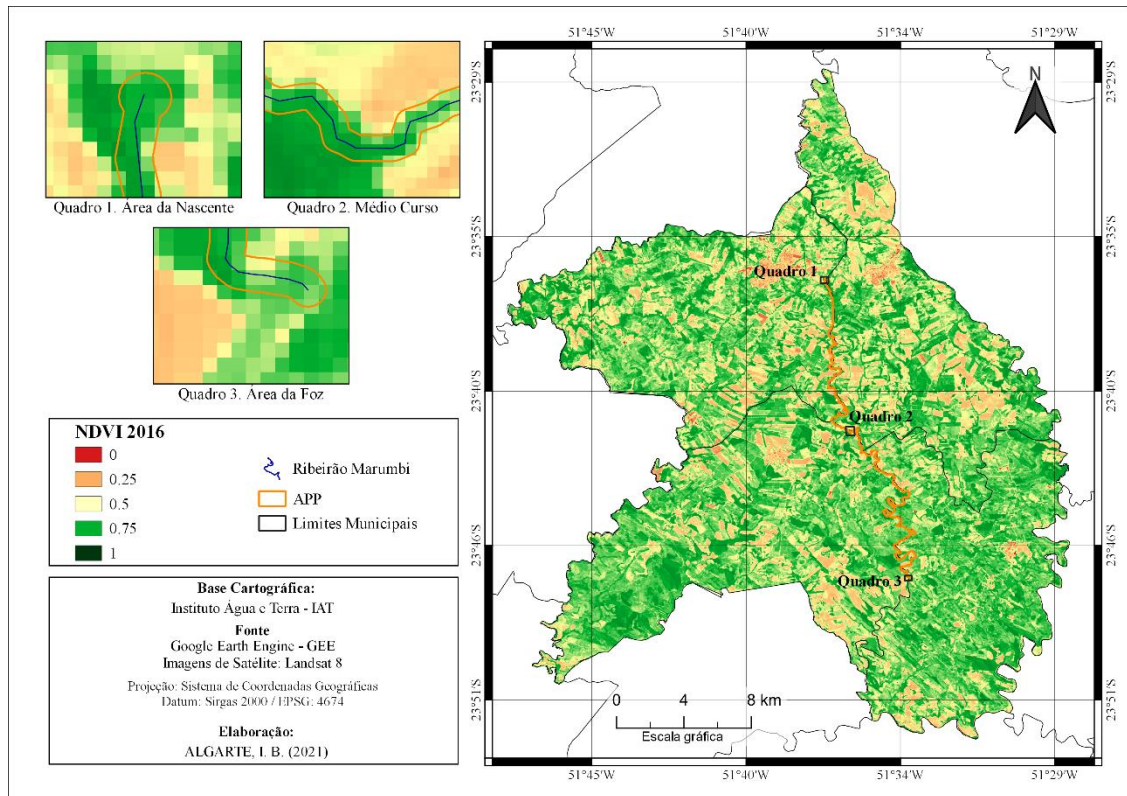 Quadro 1. Área da Nascente
Quadro 2. Médio Curso
Quadro 3. Área da Foz
NDVI 2016
0
0.25
0.5
0.75
1
Ribeirão Marumbi
APP
Limites Municipais
Base Cartográfica:
Instituto Água e Terra - IAT
Fonte
Google Earth Engine - GEE
Imagens de Satélite: Landsat 8
Projeção: Sistema de Coordenadas Geográficas
Datum: Sirgas 2000 / EPSG: 4674
Elaboração:
ALGARTE, I. B. (2021)
51°45'W 51°40'W 51°34'W 51°29'W
23°29'S 23°29'S
23°35'S 23°35'S
23°40'S 23°40'S
23°46'S 23°46'S
23°51'S 23°51'S
N
Quadro 1
Quadro 2
Quadro 3
0 4 8 km
Escala gráfica
51°45'W 51°40'W 51°34'W 51°29'W